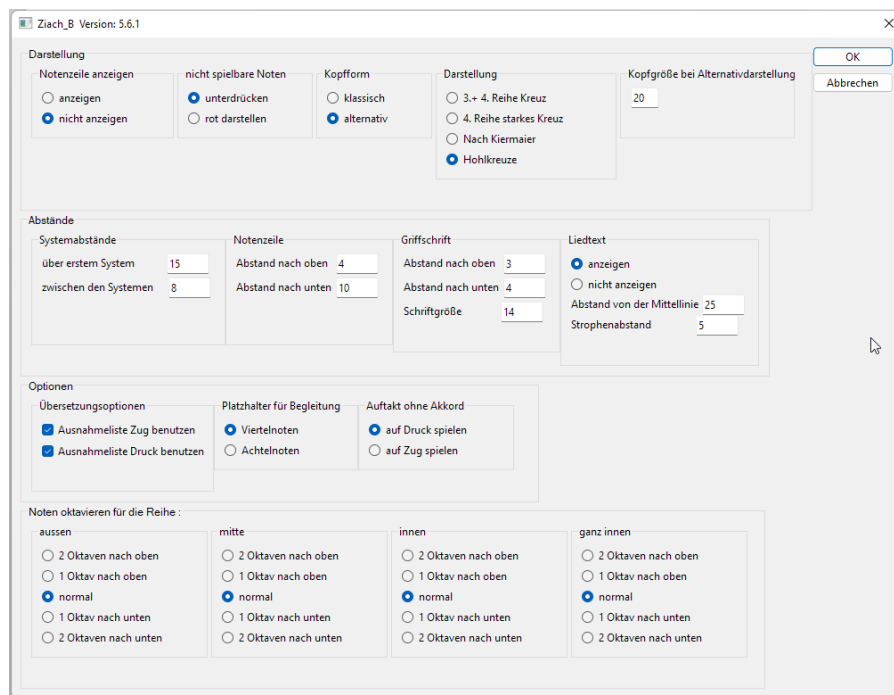 Ziach_B Version: 5.6.1
OK
Abbrechen
Darstellung
Notenzeile anzeigen
anzeigen
nicht anzeigen
nicht spielbare Noten
unterdrücken
rot darstellen
Kopfform
klassisch
alternativ
Darstellung
3.+ 4. Reihe Kreuz
4. Reihe starkes Kreuz
Nach Kiermaier
Hohlkreuze
Kopfgröße bei Alternativdarstellung
20
Abstände
Systemabstände
über erstem System 15
zwischen den Systemen 8
Notenzeile
Abstand nach oben 4
Abstand nach unten 10
Griffschrift
Abstand nach oben 3
Abstand nach unten 4
Schriftgröße 14
Liedtext
anzeigen
nicht anzeigen
Abstand von der Mittellinie 25
Strophenabstand 5
Optionen
Übersetzungsoptionen
Ausnahmeliste Zug benutzen
Ausnahmeliste Druck benutzen
Platzhalter für Begleitung
Viertelnoten
Achtelnoten
Auftakt ohne Akkord
auf Druck spielen
auf Zug spielen
Noten oktavieren für die Reihe :
aussen
2 Oktaven nach oben
1 Oktav nach oben
normal
1 Oktav nach unten
2 Oktaven nach unten
mitte
2 Oktaven nach oben
1 Oktav nach oben
normal
1 Oktav nach unten
2 Oktaven nach unten
innen
2 Oktaven nach oben
1 Oktav nach oben
normal
1 Oktav nach unten
2 Oktaven nach unten
ganz innen
2 Oktaven nach oben
1 Oktav nach oben
normal
1 Oktav nach unten
2 Oktaven nach unten